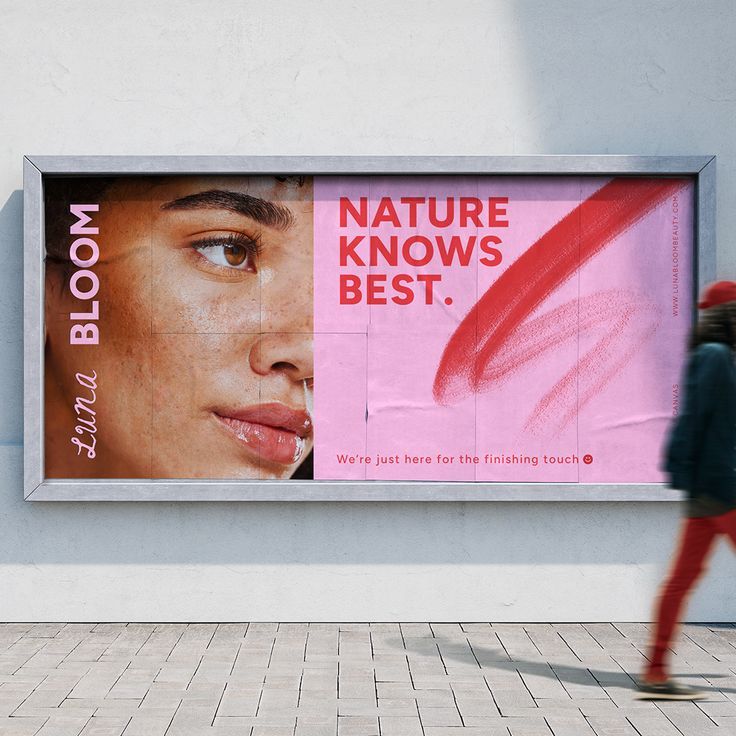 Luna BLOOM
NATURE
KNOWS
BEST.
We're just here for the finishing touch
WWW.LUNABLOOMBEAUTY.COM
CANVAS